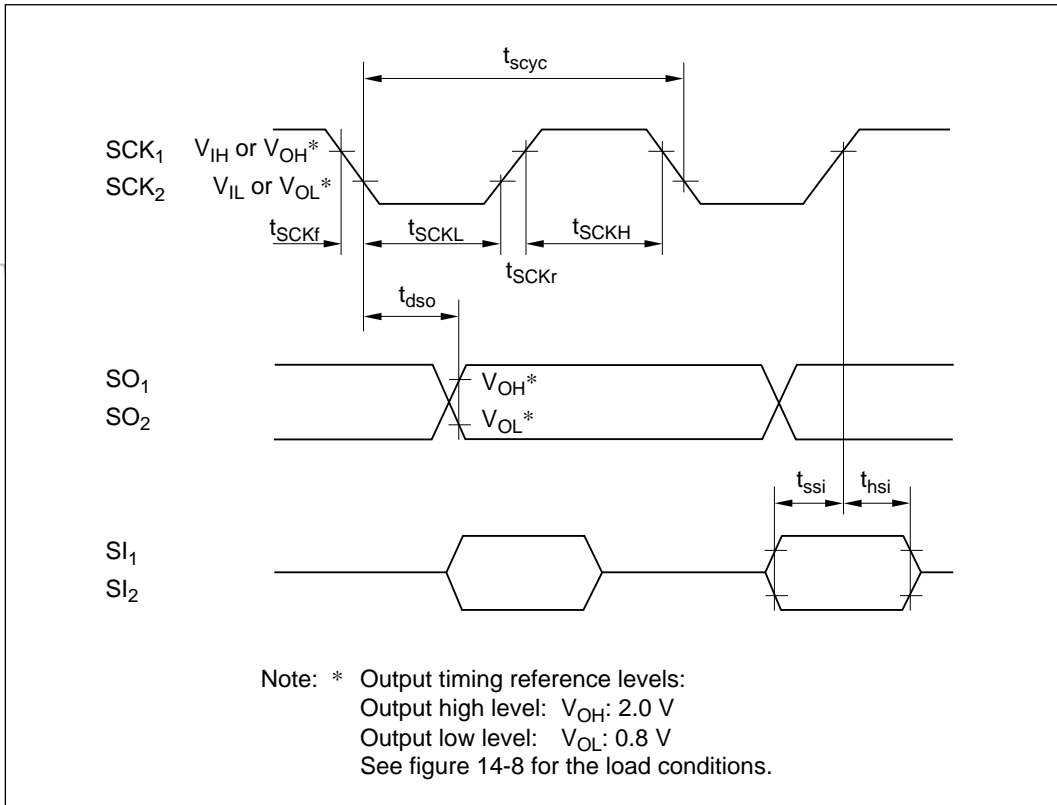 tscyc
SCK1 VIH or VOH*
SCK2 VIL or VOL*
tSCKf tSCKL tSCKH
tSCKr
tdso
SO1 VOH*
SO2 VOL*
tssi thsi
SI1
SI2
Note: * Output timing reference levels:
Output high level: VOH: 2.0 V
Output low level: VOL: 0.8 V
See figure 14-8 for the load conditions.